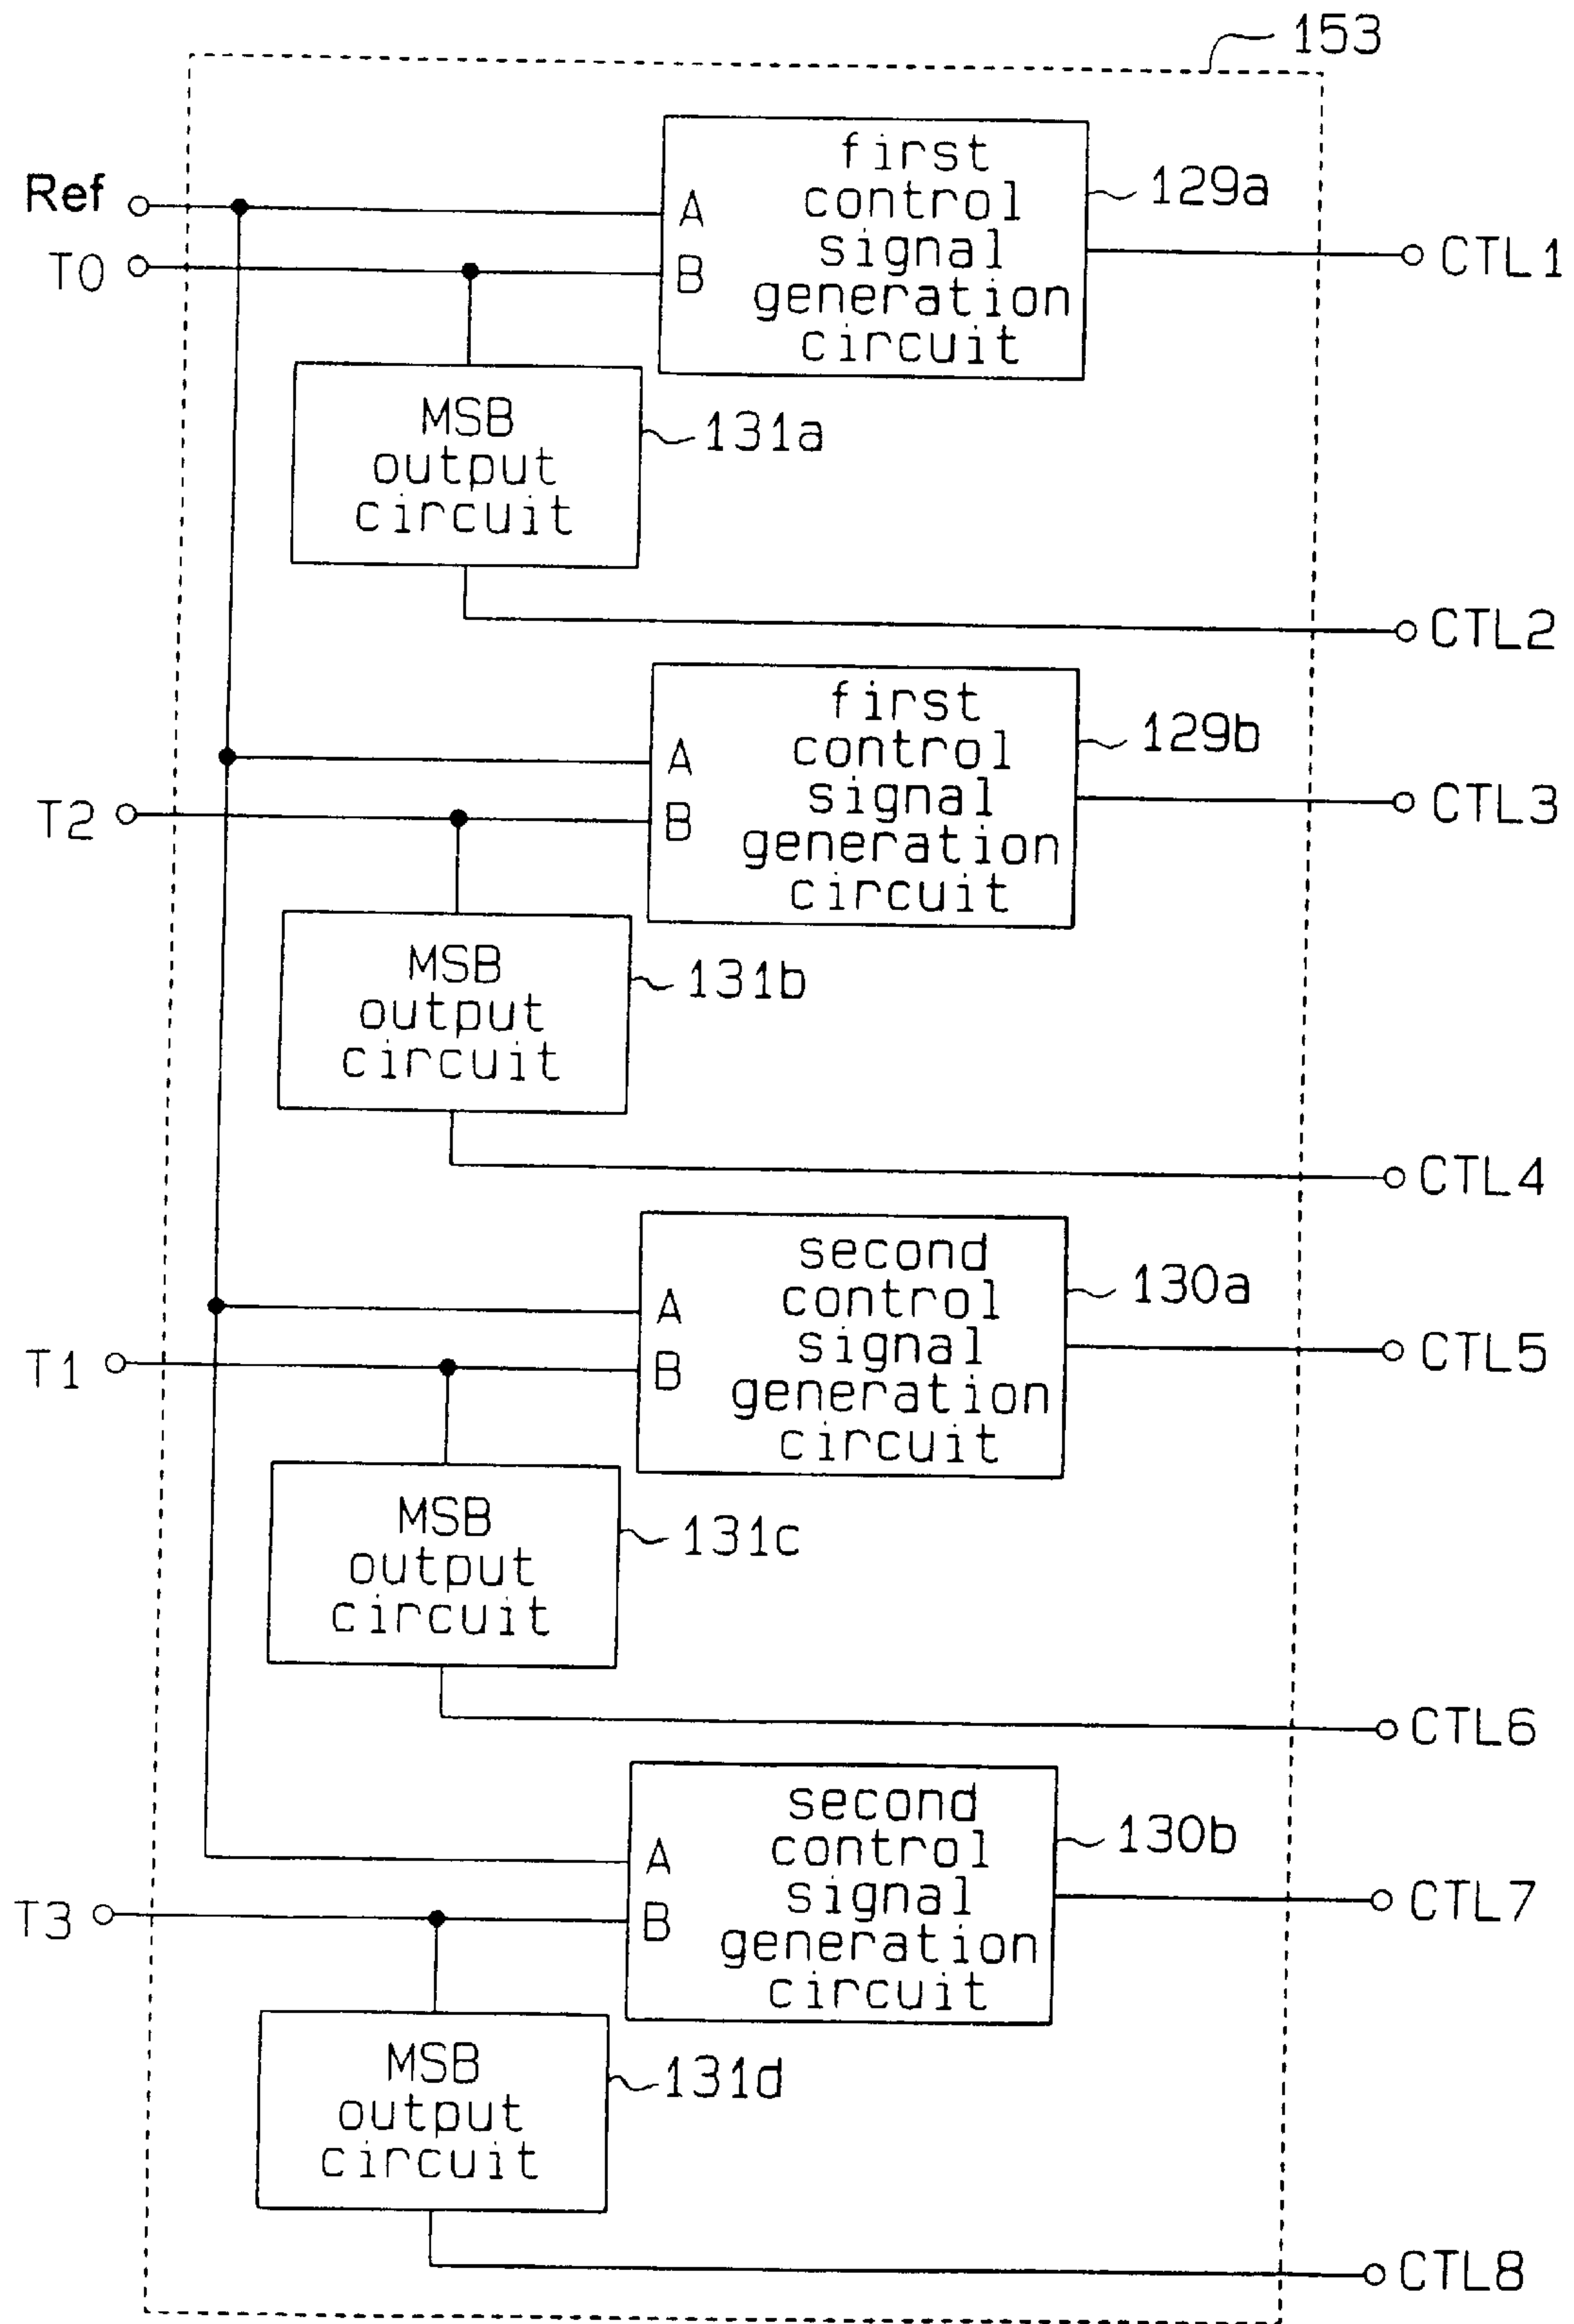 153
first
control
signal
generation
circuit
129a
Ref
A
T0
B
CTL1
MSB
output
circuit
131a
CTL2
first
control
signal
generation
circuit
129b
A
T2
B
CTL3
MSB
output
circuit
131b
CTL4
second
control
signal
generation
circuit
130a
A
T1
B
CTL5
MSB
output
circuit
131c
CTL6
second
control
signal
generation
circuit
130b
A
T3
B
CTL7
MSB
output
circuit
131d
CTL8